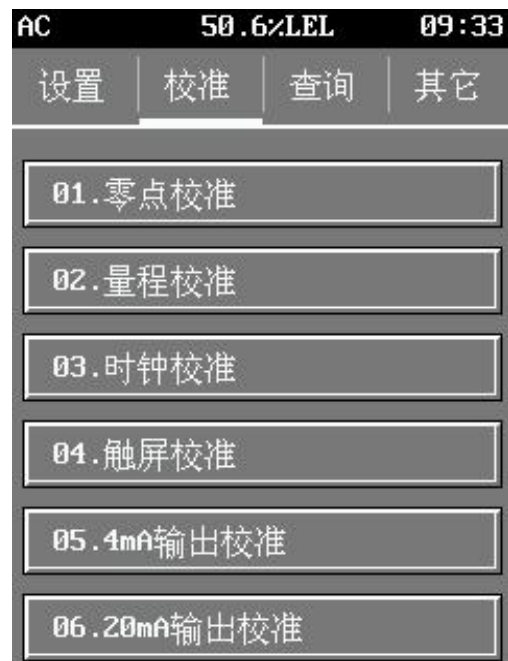 AC 50.6%LEL 09:33
设置 校准 查询 其它
01.零点校准
02.量程校准
03.时钟校准
04.触屏校准
05.4mA输出校准
06.20mA输出校准